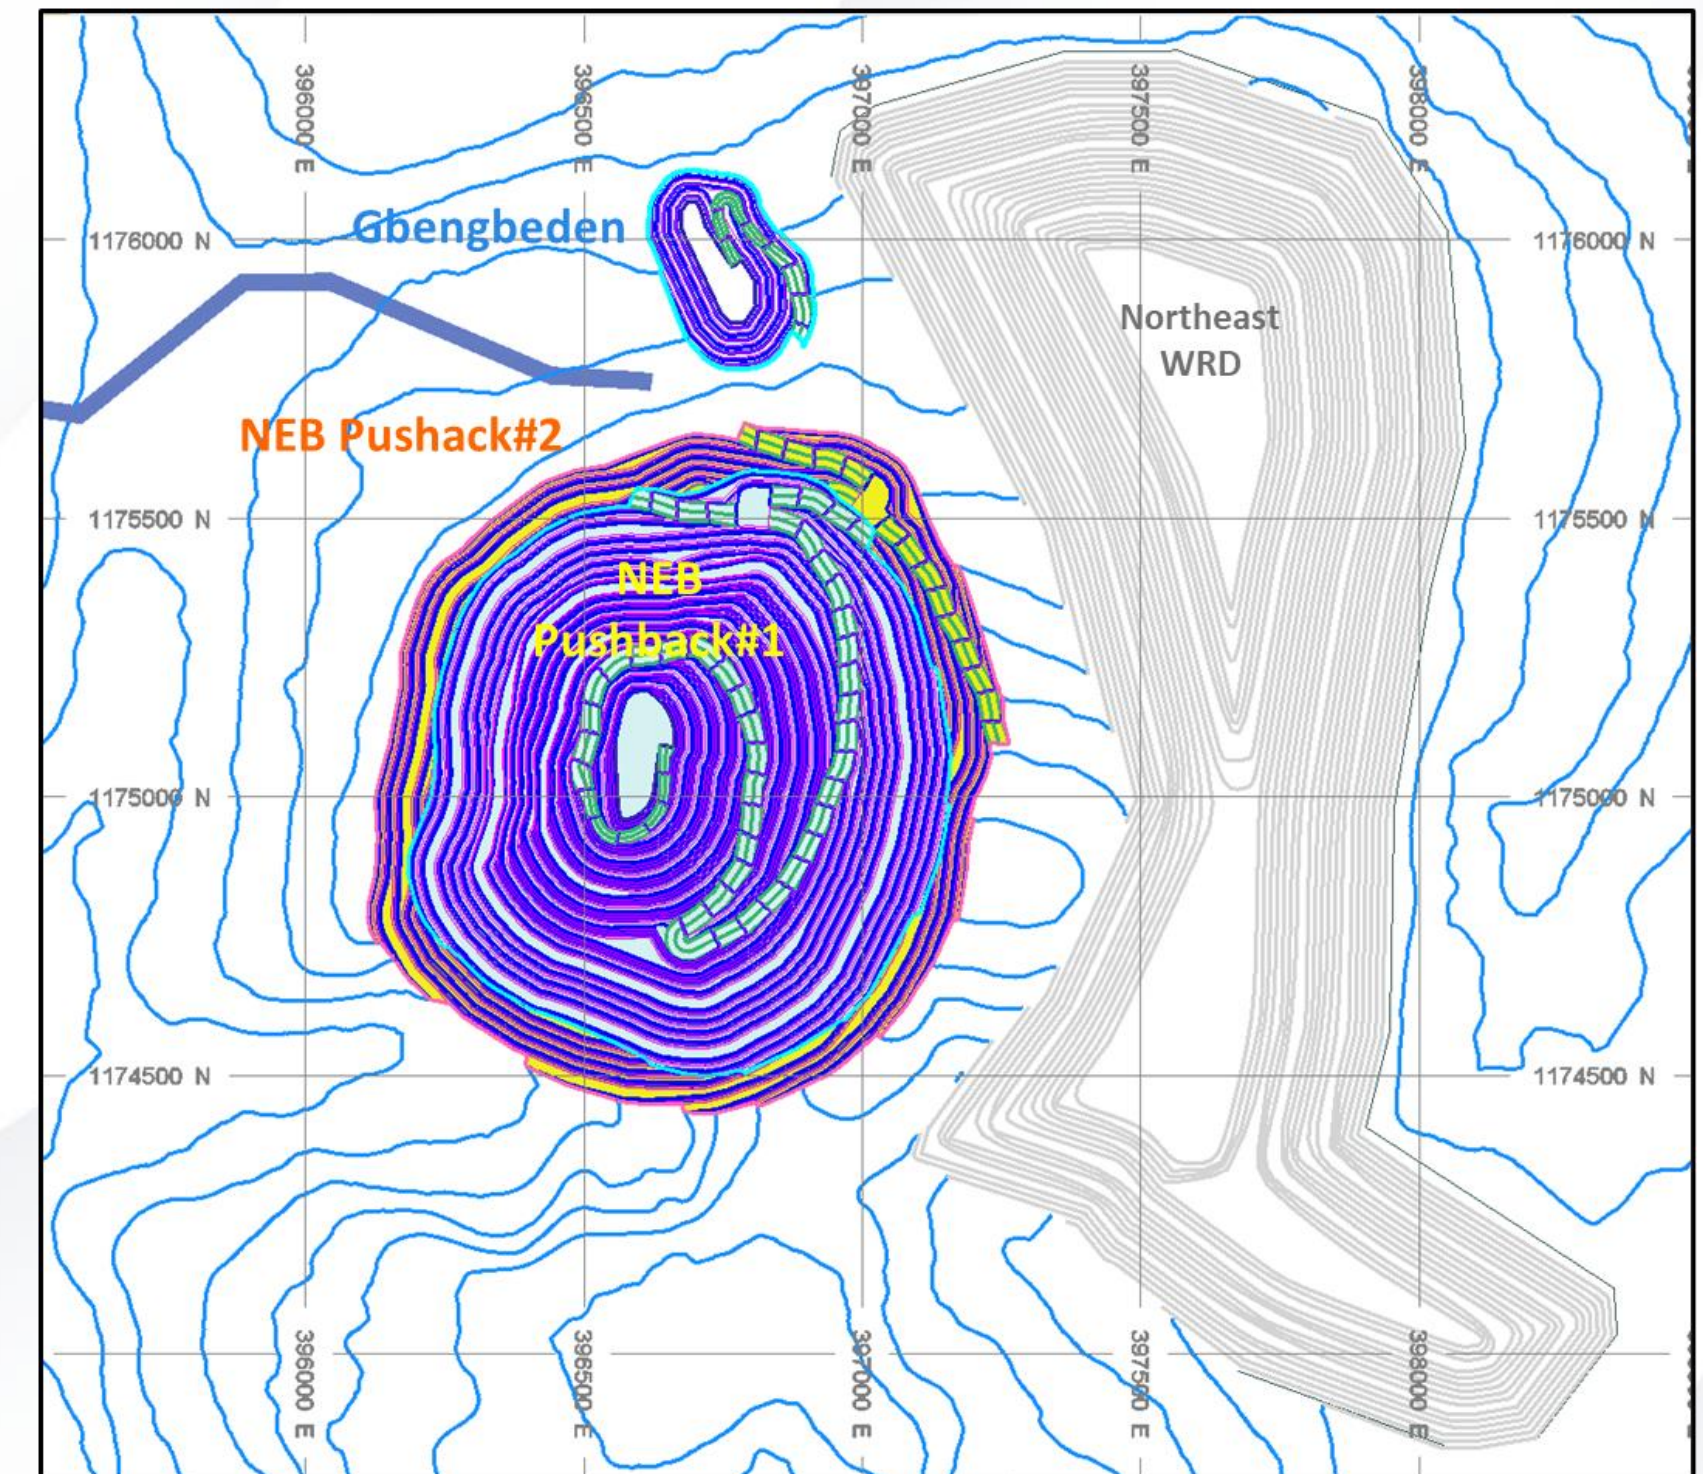 396000 E
396500 E
397000 E
397500 E
398000 E
Gbengbeden
1176000 N
1176000 N
Northeast
WRD
NEB Pushack#2
1175500 N
1175500 N
NEB
Pushback#1
1175000 N
1175000 N
1174500 N
1174500 N
396000 E
396500 E
397000 E
397500 E
398000 E